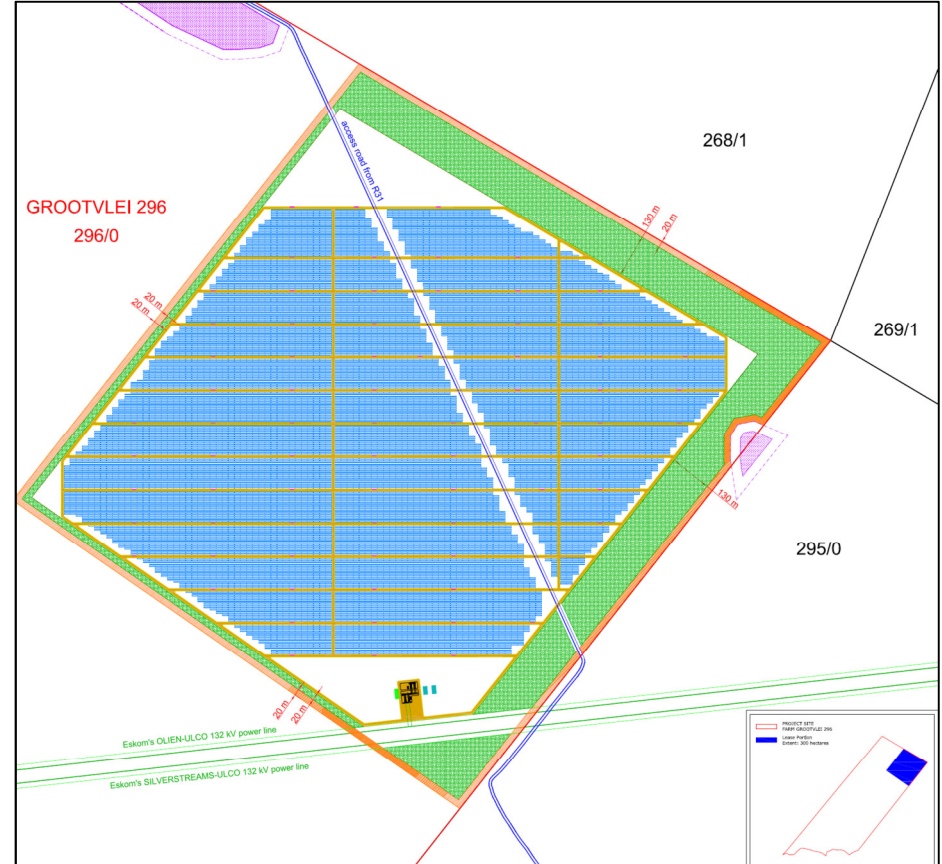 access road from R31
268/1
GROOTVLEI 296
296/0
130 m
20 m
20 m
20 m
269/1
130 m
295/0
20 m
20 m
Eskom's OLIEN-ULCO 132 kV power line
Eskom's SILVERSTREAMS-ULCO 132 kV power line
PROJECT SITE
FARM GROOTVLEI 296
Lease Portion
Extent: 300 hectares